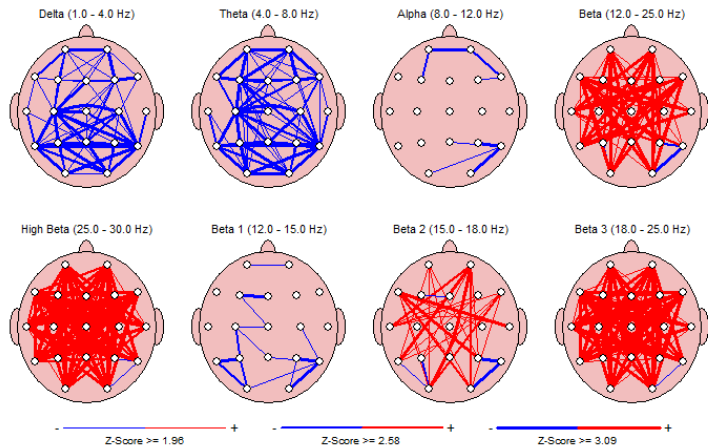 Delta (1.0 - 4.0 Hz) Theta (4.0 - 8.0 Hz) Alpha (8.0 - 12.0 Hz) Beta (12.0 - 25.0 Hz)
High Beta (25.0 - 30.0 Hz) Beta 1 (12.0 - 15.0 Hz) Beta 2 (15.0 - 18.0 Hz) Beta 3 (18.0 - 25.0 Hz)
- + - + - +
Z-Score >= 1.96 Z-Score >= 2.58 Z-Score >= 3.09